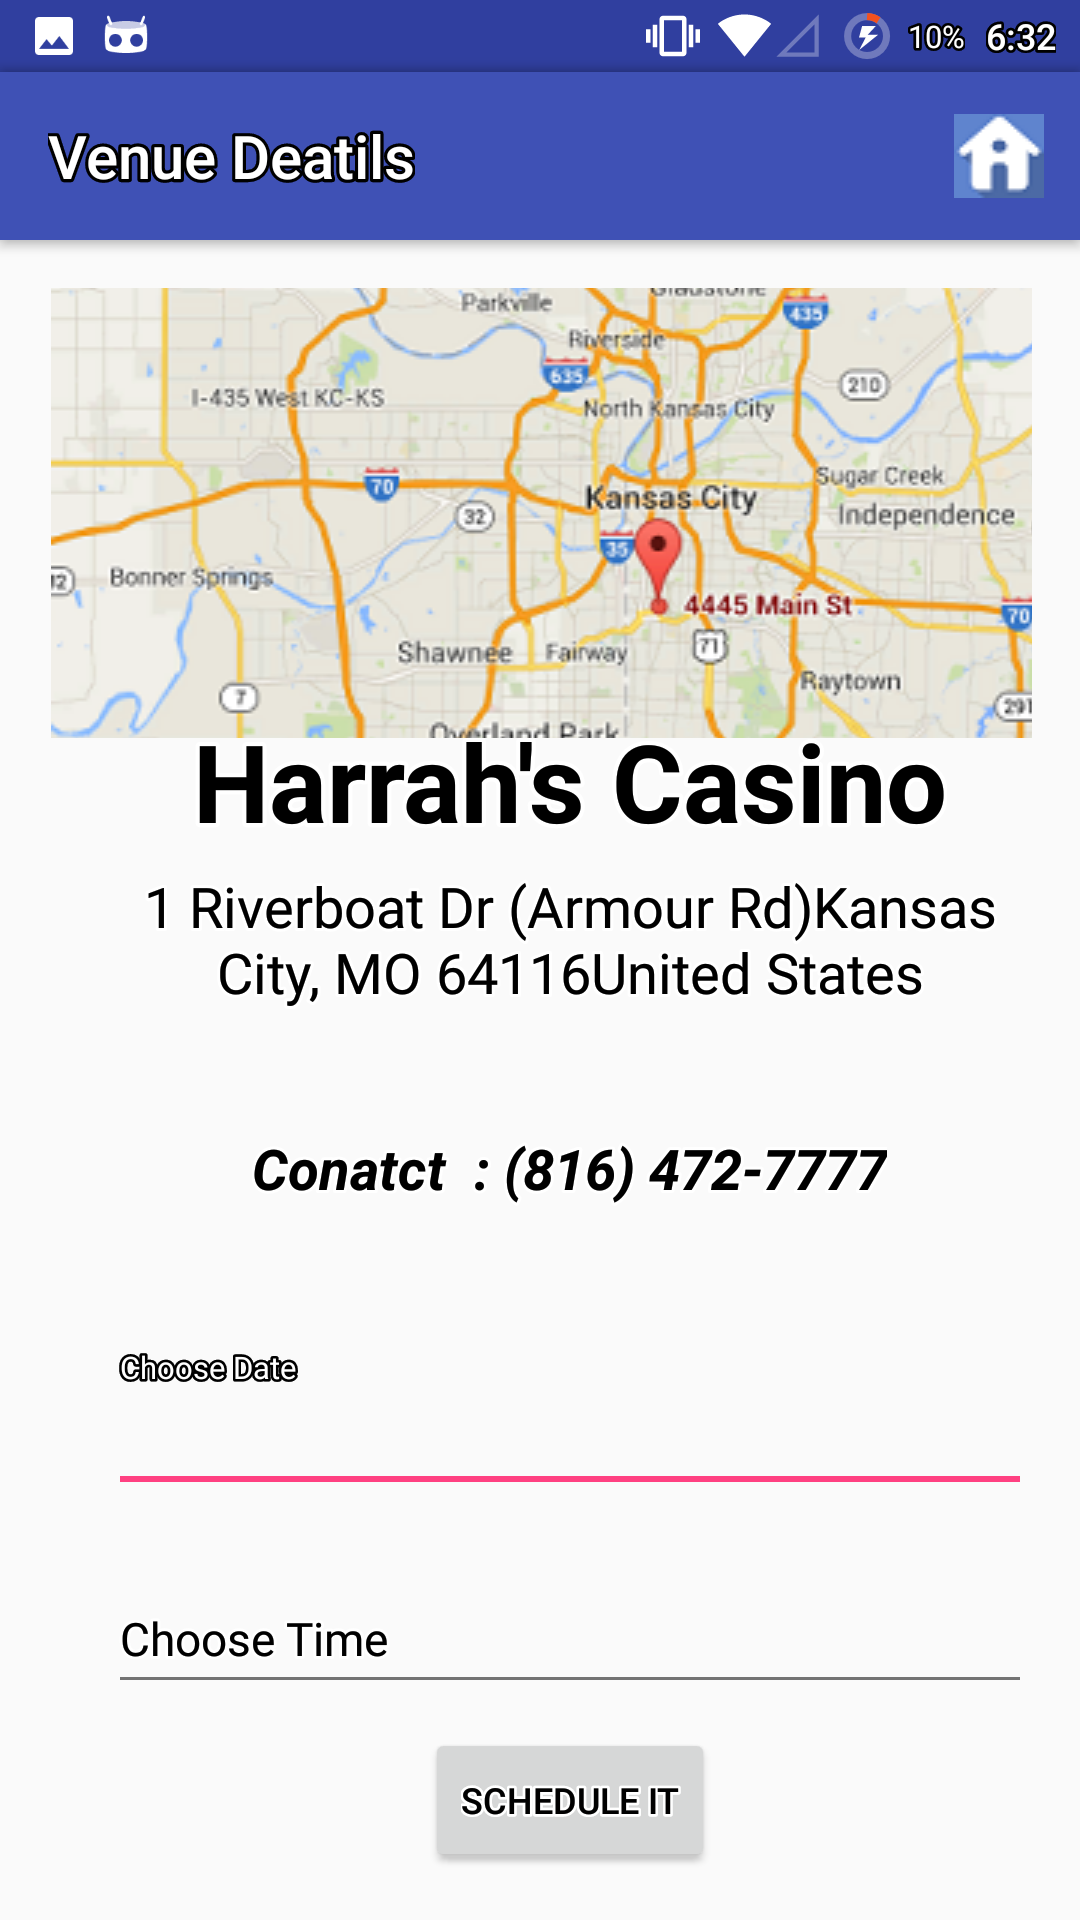 10% 6:32
Venue Deatils
Parkville
Gladstone
435
Riverside
635
210
I-435 West KC-KS
North Kansas City
Sugar Creek
70
Kansas City
32
Independence
35
12
Bonner Springs
4445 Main St
70
Shawnee
Fairway
71
Raytown
7
291
Overland Park
Harrah's Casino
1 Riverboat Dr (Armour Rd)Kansas
City, MO 64116United States
Conatct : (816) 472-7777
Choose Date
Choose Time
SCHEDULE IT